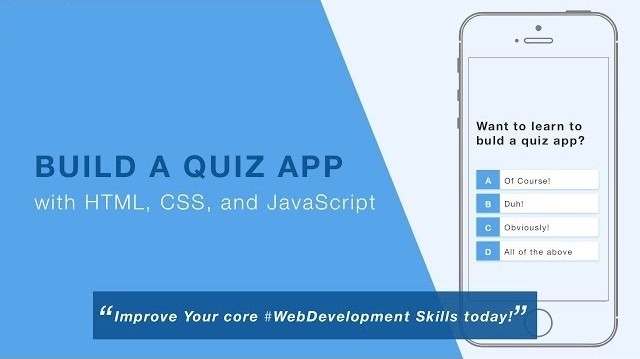 BUILD A QUIZ APP
with HTML, CSS, and JavaScript
Want to learn to
buld a quiz app?
A Of Course!
B Duh!
C Obviously!
D All of the above
“Improve Your core #WebDevelopment Skills today!”